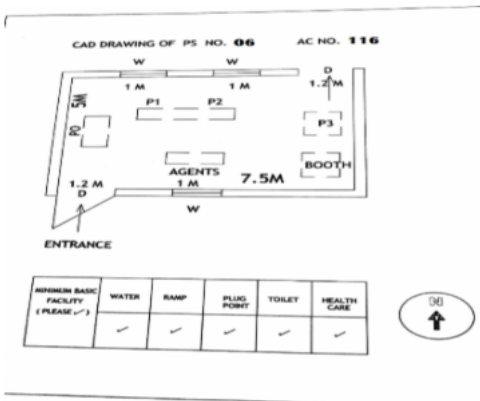 CAD DRAWING OF PS NO. 06 AC NO. 116
W W D
1 M 1 M 1.2 M
5M
P1 P2
PO
P3
AGENTS
BOOTH
1.2 M
D
1 M
7.5M
W
ENTRANCE
MINIMUM BASIC FACILITY (PLEASE ✓) WATER RAMP PLUG POINT TOILET HEALTH CARE
✓ ✓ ✓ ✓ ✓
N